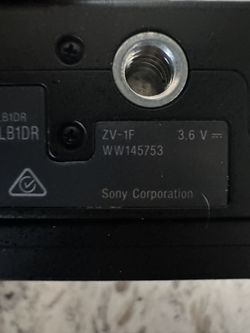 LB1DR
LB1DR
ZV-1F 3.6 V ⎓
WW145753
Sony Corporation